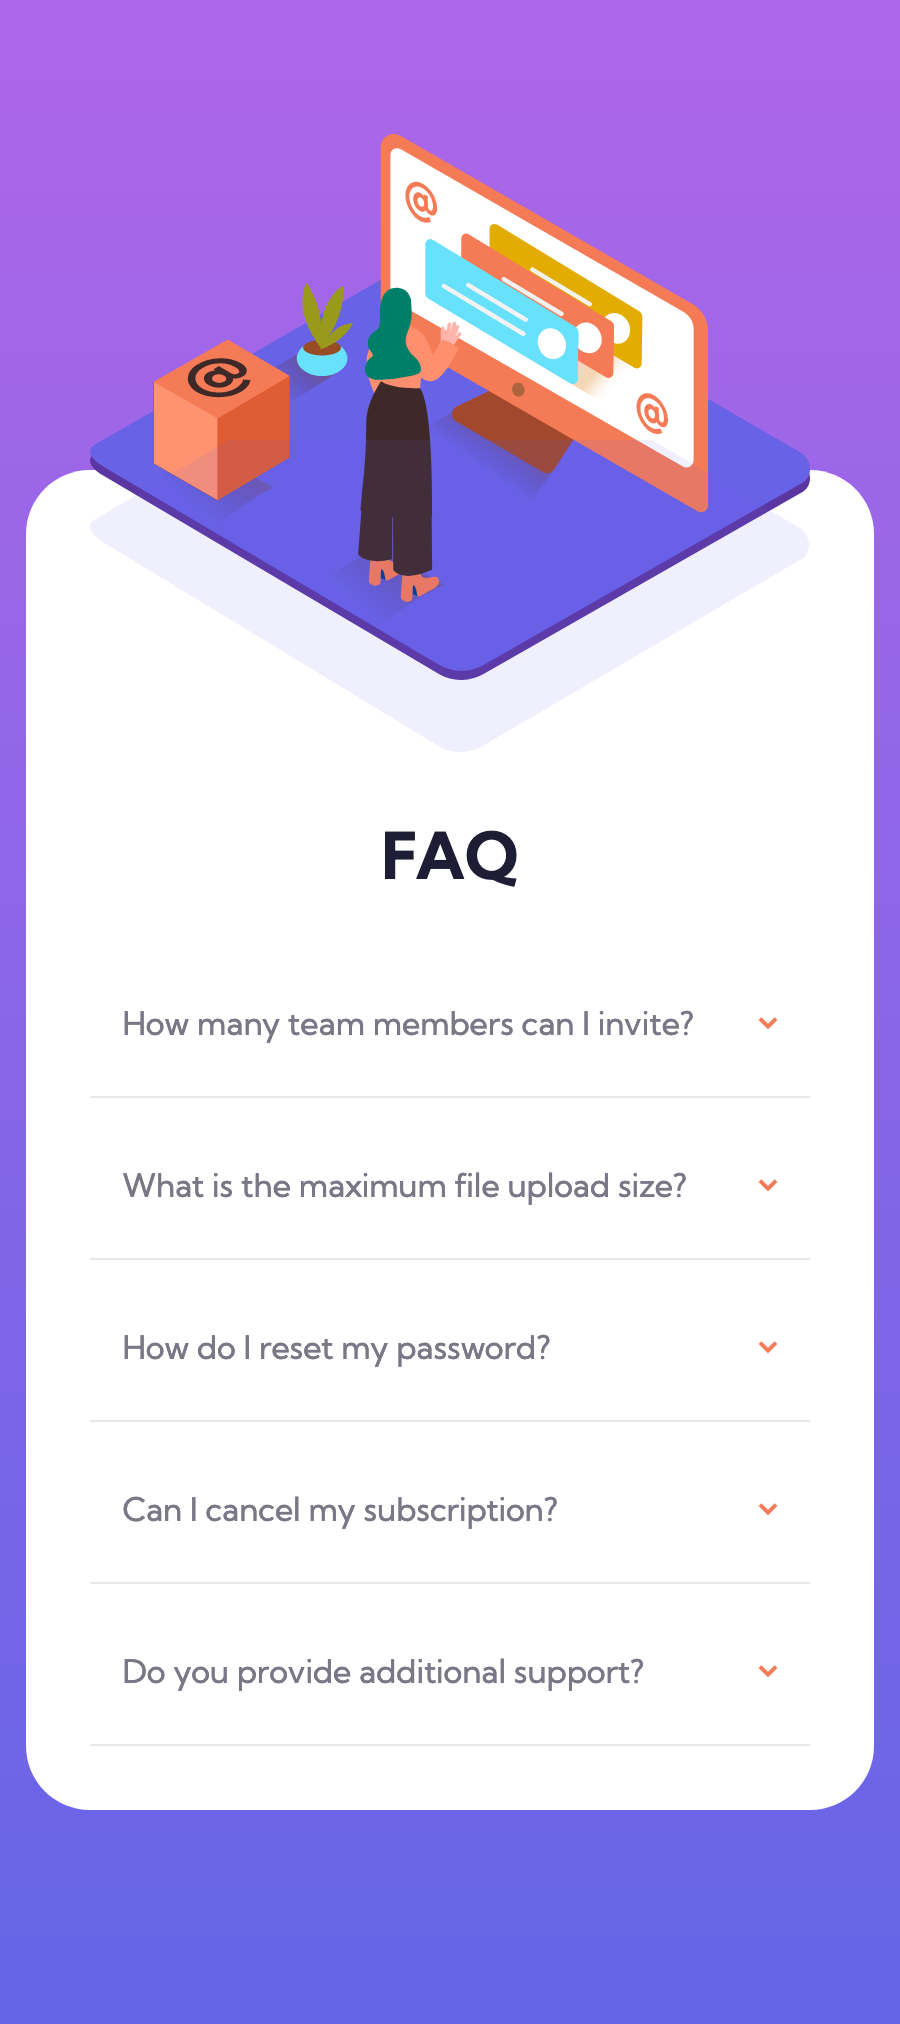 @
@
@
FAQ
How many team members can I invite?
What is the maximum file upload size?
How do I reset my password?
Can I cancel my subscription?
Do you provide additional support?